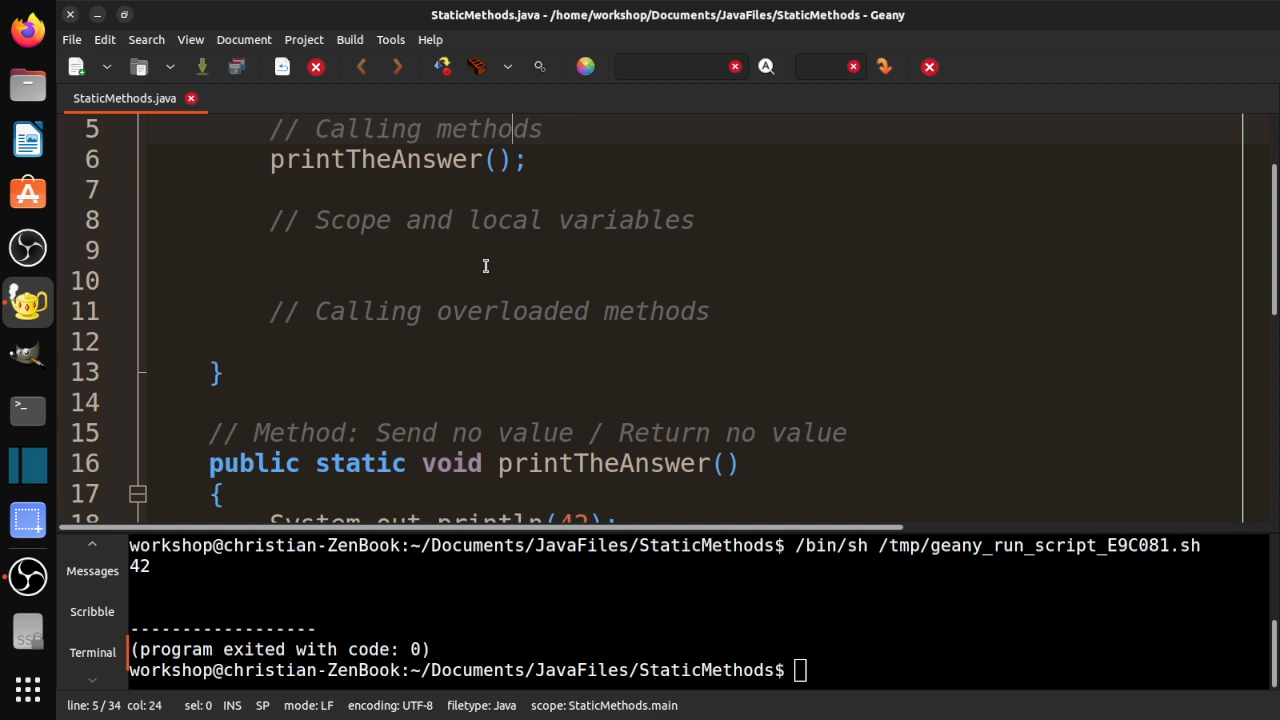 StaticMethods.java - /home/workshop/Documents/JavaFiles/StaticMethods - Geany
File Edit Search View Document Project Build Tools Help
StaticMethods.java
5 // Calling methods
6 printTheAnswer();
7
8 // Scope and local variables
9
10
11 // Calling overloaded methods
12
13 }
14
15 // Method: Send no value / Return no value
16 public static void printTheAnswer()
17 {
18 System.out.println(42);
workshop@christian-ZenBook:~/Documents/JavaFiles/StaticMethods$ /bin/sh /tmp/geany_run_script_E9C081.sh
42
Messages
Scribble
------------------
(program exited with code: 0)
Terminal
workshop@christian-ZenBook:~/Documents/JavaFiles/StaticMethods$
line: 5 / 34 col: 24 sel: 0 INS SP mode: LF encoding: UTF-8 filetype: Java scope: StaticMethods.main